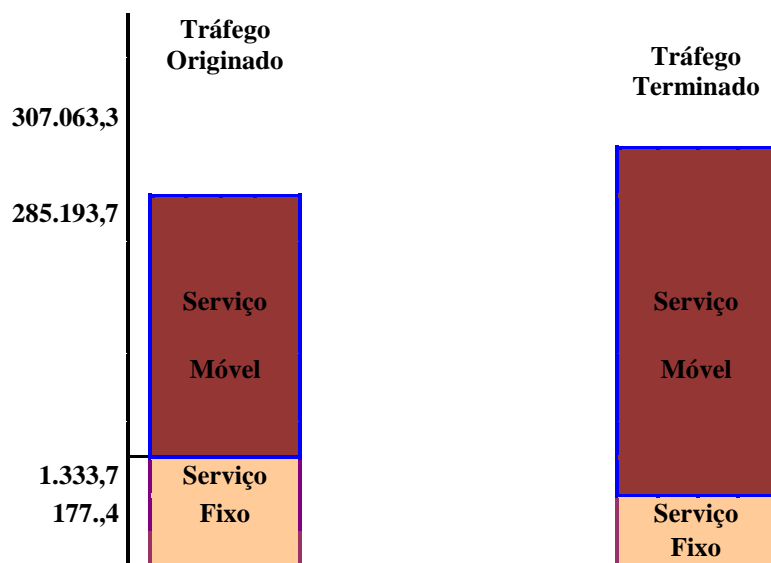 Tráfego
Originado
Tráfego
Terminado
307.063,3
285.193,7
Serviço
Móvel
Serviço
Móvel
1.333,7
177.,4
Serviço
Fixo
Serviço
Fixo